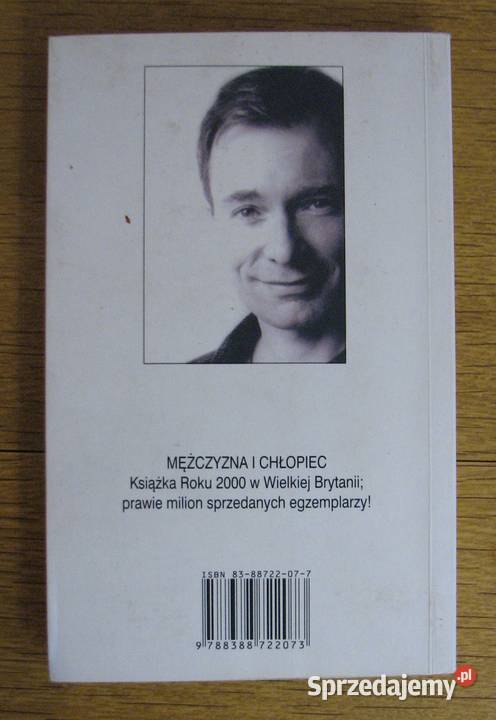 MĘŻCZYZNA I CHŁOPIEC
Książka Roku 2000 w Wielkiej Brytanii;
prawie milion sprzedanych egzemplarzy!
ISBN 83-88722-07-7
9 788388 722073
Sprzedajemy.pl